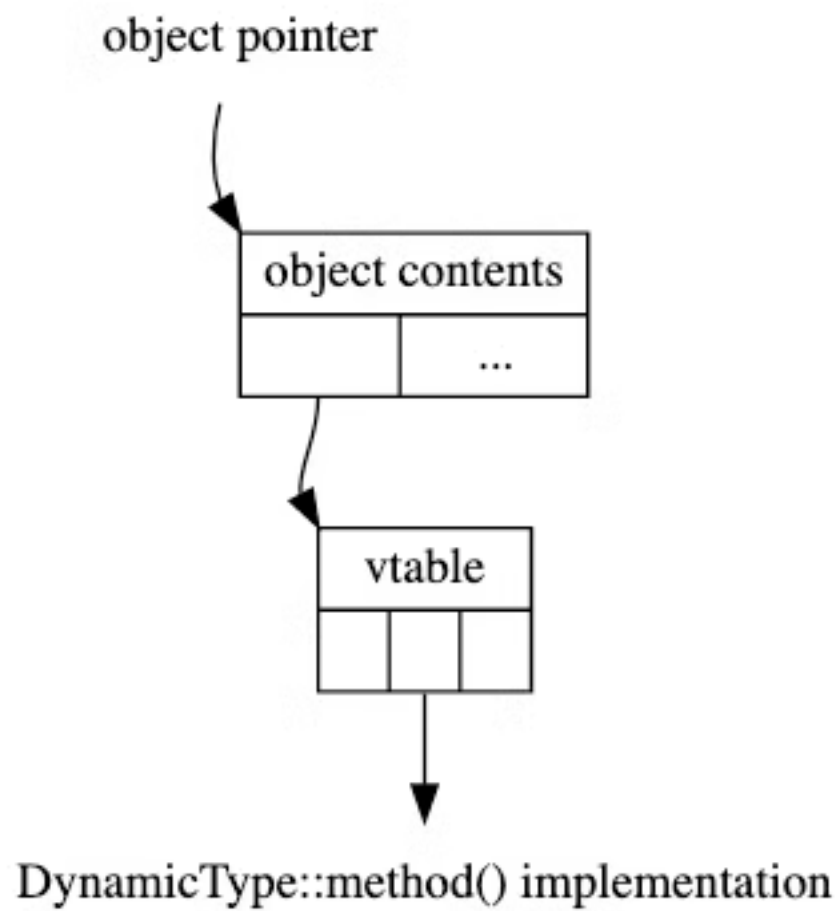 object pointer
object contents
...
vtable
DynamicType::method() implementation